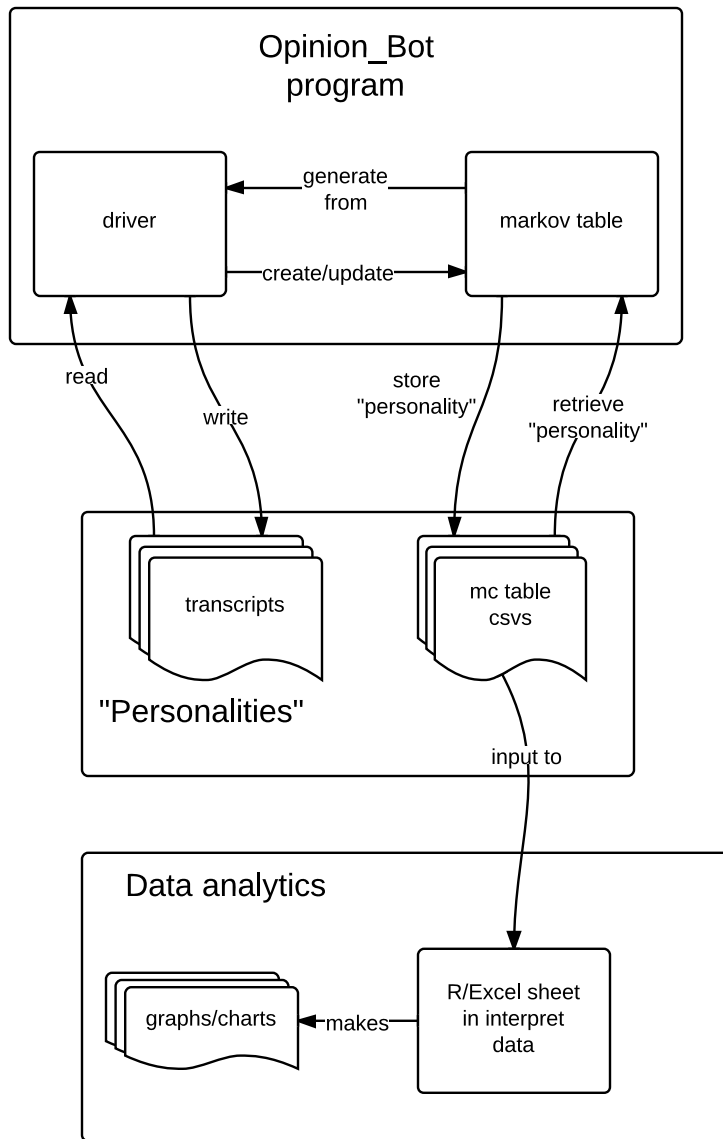 Opinion_Bot
program
driver
generate
from
markov table
create/update
read
write
store
"personality"
retrieve
"personality"
transcripts
mc table
csvs
"Personalities"
input to
Data analytics
graphs/charts
makes
R/Excel sheet
in interpret
data